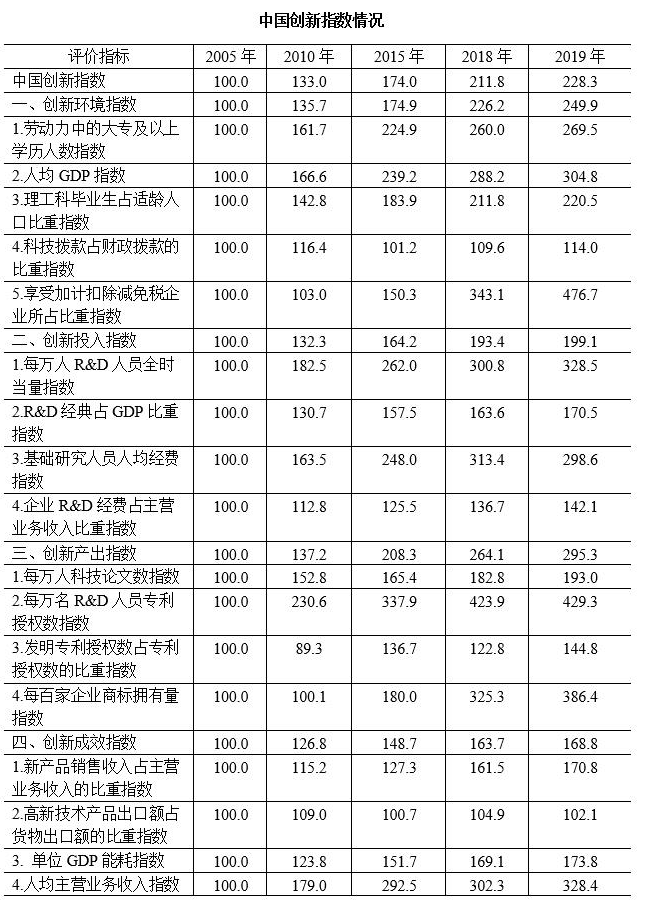 中国创新指数情况
评价指标 2005 年 2010 年 2015 年 2018 年 2019 年
中国创新指数 100.0 133.0 174.0 211.8 228.3
一、创新环境指数 100.0 135.7 174.9 226.2 249.9
1.劳动力中的大专及以上 100.0 161.7 224.9 260.0 269.5
学历人数指数
2.人均 GDP 指数 100.0 166.6 239.2 288.2 304.8
3.理工科毕业生占适龄人 100.0 142.8 183.9 211.8 220.5
口比重指数
4.科技拨款占财政拨款的 100.0 116.4 101.2 109.6 114.0
比重指数
5.享受加计扣除减免税企 100.0 103.0 150.3 343.1 476.7
业所占比重指数
二、创新投入指数 100.0 132.3 164.2 193.4 199.1
1.每万人 R&D 人员全时 100.0 182.5 262.0 300.8 328.5
当量指数
2.R&D 经典占 GDP 比重 100.0 130.7 157.5 163.6 170.5
指数
3.基础研究人员人均经费 100.0 163.5 248.0 313.4 298.6
指数
4.企业 R&D 经费占主营 100.0 112.8 125.5 136.7 142.1
业务收入比重指数
三、创新产出指数 100.0 137.2 208.3 264.1 295.3
1.每万人科技论文数指数 100.0 152.8 165.4 182.8 193.0
2.每万名 R&D 人员专利 100.0 230.6 337.9 423.9 429.3
授权数指数
3.发明专利授权数占专利 100.0 89.3 136.7 122.8 144.8
授权数的比重指数
4.每百家企业商标拥有量 100.0 100.1 180.0 325.3 386.4
指数
四、创新成效指数 100.0 126.8 148.7 163.7 168.8
1.新产品销售收入占主营 100.0 115.2 127.3 161.5 170.8
业务收入的比重指数
2.高新技术产品出口额占 100.0 109.0 100.7 104.9 102.1
货物出口额的比重指数
3. 单位 GDP 能耗指数 100.0 123.8 151.7 169.1 173.8
4.人均主营业务收入指数 100.0 179.0 292.5 302.3 328.4